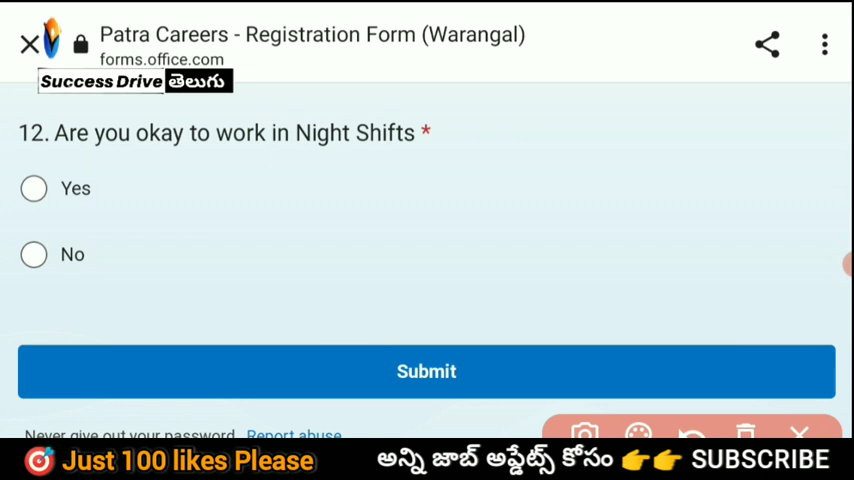 Patra Careers - Registration Form (Warangal)
forms.office.com
Success Drive తెలుగు
12. Are you okay to work in Night Shifts *
Yes
No
Submit
Never give out your password. Report abuse
Just 100 likes Please అన్ని జాబ్ అప్డేట్స్ కోసం 👉👉 SUBSCRIBE